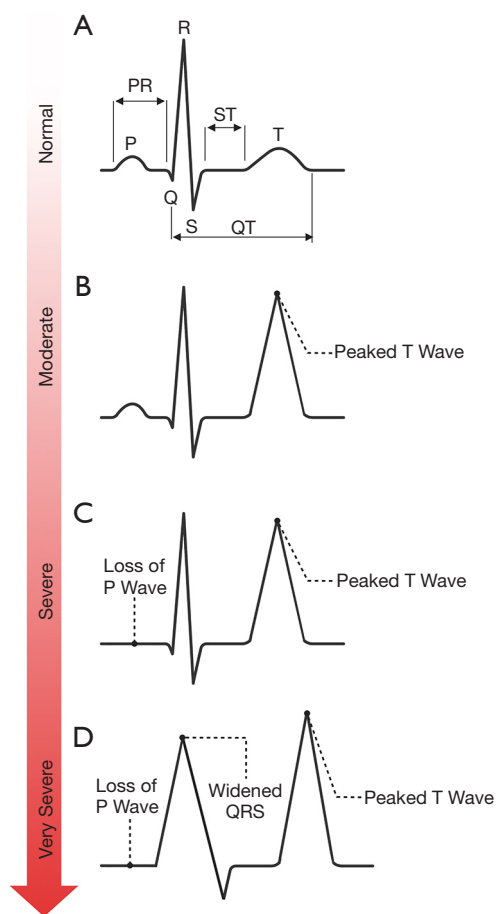 A
Normal
PR
R
ST
P
T
Q
S
QT
B
Moderate
Peaked T Wave
C
Severe
Loss of
P Wave
Peaked T Wave
D
Very Severe
Loss of
P Wave
Widened
QRS
Peaked T Wave